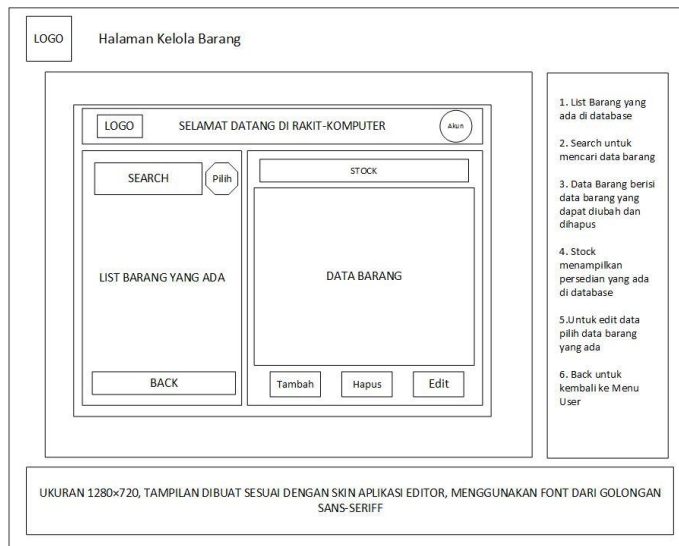 LOGO
Halaman Kelola Barang
LOGO
SELAMAT DATANG DI RAKIT-KOMPUTER
Akun
SEARCH
Pilih
LIST BARANG YANG ADA
BACK
STOCK
DATA BARANG
Tambah
Hapus
Edit
1. List Barang yang
ada di database
2. Search untuk
mencari data barang
3. Data Barang berisi
data barang yang
dapat diubah dan
dihapus
4. Stock
menampilkan
persedian yang ada
di database
5.Untuk edit data
pilih data barang
yang ada
6. Back untuk
kembali ke Menu
User
UKURAN 1280×720, TAMPILAN DIBUAT SESUAI DENGAN SKIN APLIKASI EDITOR, MENGGUNAKAN FONT DARI GOLONGAN
SANS-SERIFF